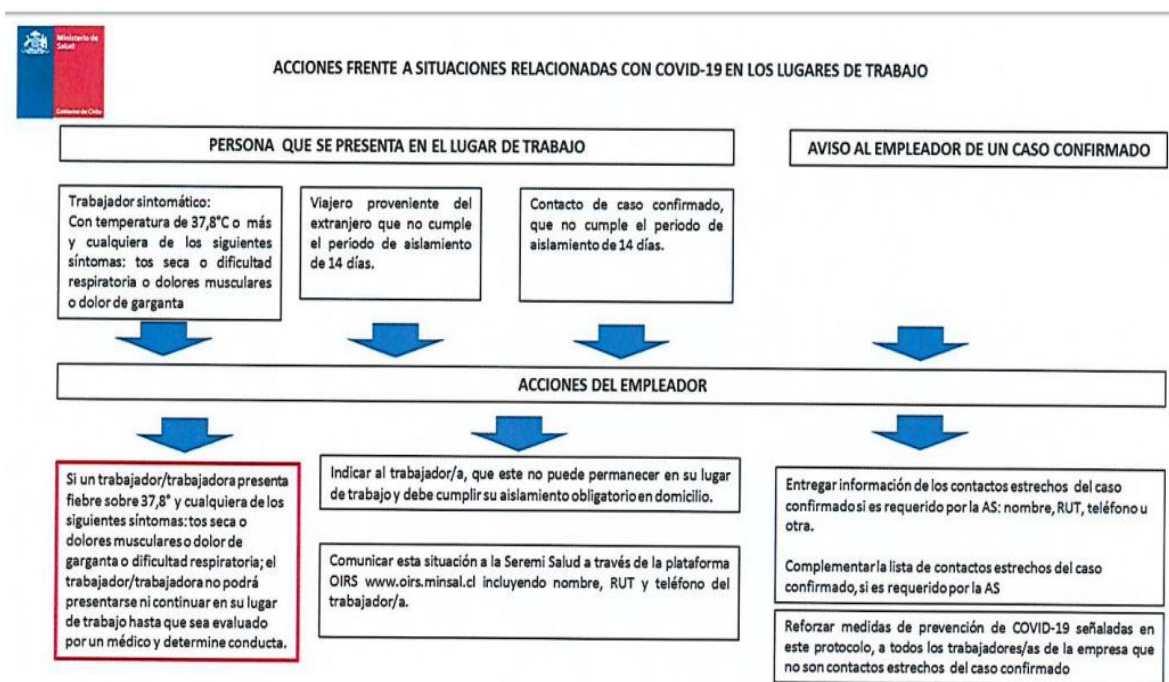 Ministerio de
Salud
Gobierno de Chile
ACCIONES FRENTE A SITUACIONES RELACIONADAS CON COVID-19 EN LOS LUGARES DE TRABAJO
PERSONA QUE SE PRESENTA EN EL LUGAR DE TRABAJO
AVISO AL EMPLEADOR DE UN CASO CONFIRMADO
Trabajador sintomático:
Con temperatura de 37,8°C o más
y cualquiera de los siguientes
síntomas: tos seca o dificultad
respiratoria o dolores musculares
o dolor de garganta
Viajero proveniente del
extranjero que no cumple
el periodo de aislamiento
de 14 días.
Contacto de caso confirmado,
que no cumple el periodo de
aislamiento de 14 días.
ACCIONES DEL EMPLEADOR
Si un trabajador/trabajadora presenta
fiebre sobre 37,8° y cualquiera de los
siguientes síntomas: tos seca o
dolores musculares o dolor de
garganta o dificultad respiratoria; el
trabajador/trabajadora no podrá
presentarse ni continuar en su lugar
de trabajo hasta que sea evaluado
por un médico y determine conducta.
Indicar al trabajador/a, que este no puede permanecer en su lugar
de trabajo y debe cumplir su aislamiento obligatorio en domicilio.
Comunicar esta situación a la Seremi Salud a través de la plataforma
OIRS www.oirs.minsal.cl incluyendo nombre, RUT y teléfono del
trabajador/a.
Entregar información de los contactos estrechos del caso
confirmado si es requerido por la AS: nombre, RUT, teléfono u
otra.
Complementar la lista de contactos estrechos del caso
confirmado, si es requerido por la AS
Reforzar medidas de prevención de COVID-19 señaladas en
este protocolo, a todos los trabajadores/as de la empresa que
no son contactos estrechos del caso confirmado